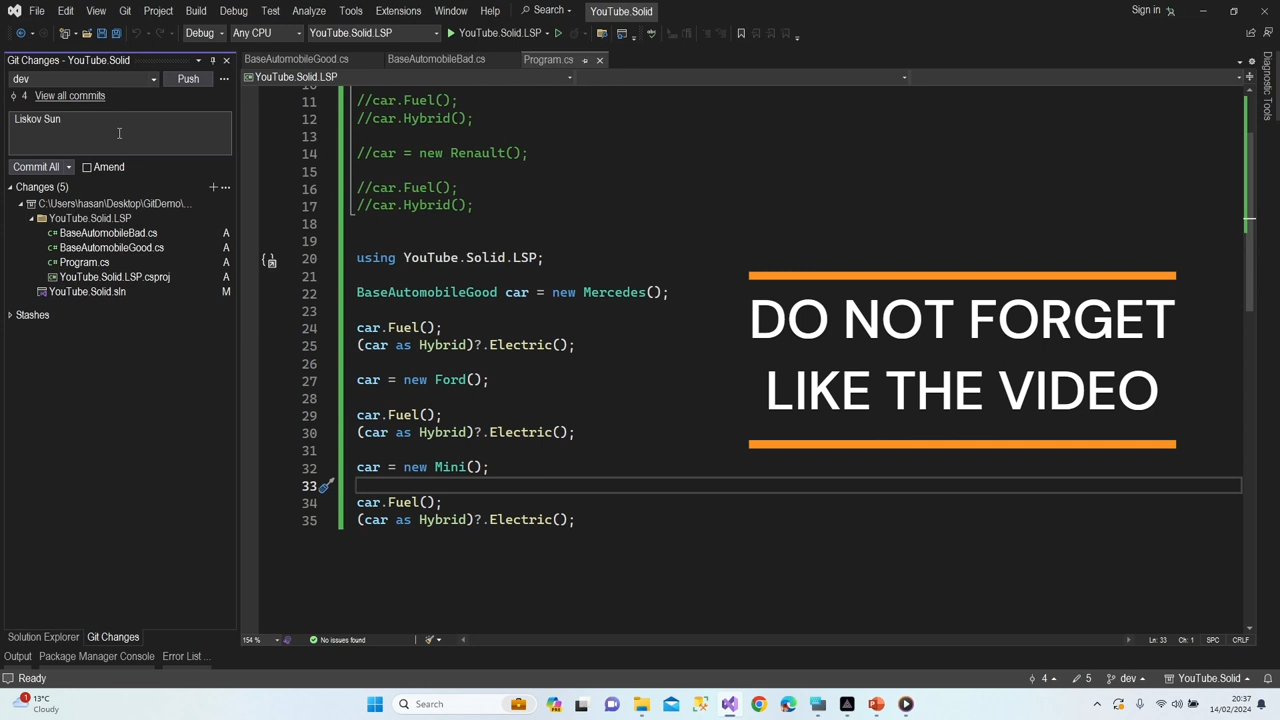 File Edit View Git Project Build Debug Test Analyze Tools Extensions Window Help Search YouTube.Solid Sign in
Debug Any CPU YouTube.Solid.LSP YouTube.Solid.LSP
Git Changes - YouTube.Solid
dev Push
4 View all commits
Liskov Sun
Commit All Amend
Changes (5)
C:\Users\hasan\Desktop\GitDemo\...
YouTube.Solid.LSP
BaseAutomobileBad.cs A
BaseAutomobileGood.cs A
Program.cs A
YouTube.Solid.LSP.csproj A
YouTube.Solid.sln M
Stashes
Solution Explorer Git Changes
BaseAutomobileGood.cs BaseAutomobileBad.cs Program.cs
YouTube.Solid.LSP
11 //car.Fuel();
12 //car.Hybrid();
13
14 //car = new Renault();
15
16 //car.Fuel();
17 //car.Hybrid();
18
19
20 using YouTube.Solid.LSP;
21
22 BaseAutomobileGood car = new Mercedes();
23
24 car.Fuel();
25 (car as Hybrid)?.Electric();
26
27 car = new Ford();
28
29 car.Fuel();
30 (car as Hybrid)?.Electric();
31
32 car = new Mini();
33
34 car.Fuel();
35 (car as Hybrid)?.Electric();
DO NOT FORGET
LIKE THE VIDEO
Diagnostic Tools
154 % No issues found Ln: 33 Ch: 1 SPC CRLF
Output Package Manager Console Error List ...
Ready 4 5 dev YouTube.Solid
1 13°C
Cloudy
Search
20:37
14/02/2024